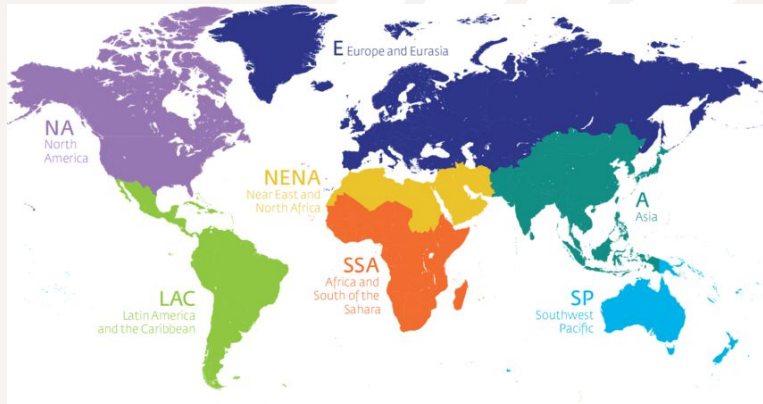 E Europe and Eurasia
NA
North
America
NENA
Near East and
North Africa
A
Asia
SSA
Africa and
South of the
Sahara
LAC
Latin America
and the Caribbean
SP
Southwest
Pacific